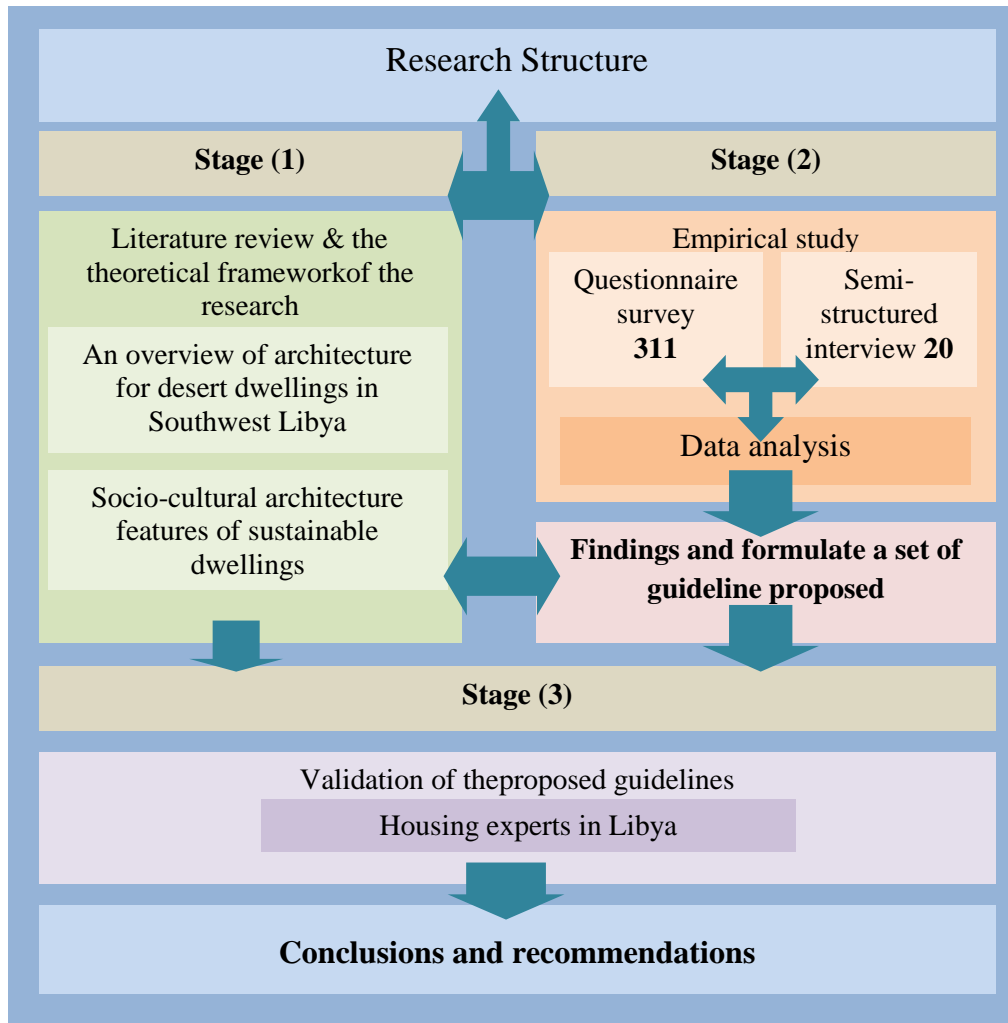 Research Structure
Stage (1)
Stage (2)
Literature review & the
theoretical frameworkof the
research
An overview of architecture
for desert dwellings in
Southwest Libya
Socio-cultural architecture
features of sustainable
dwellings
Empirical study
Questionnaire
survey
311
Semi-
structured
interview 20
Data analysis
Findings and formulate a set of
guideline proposed
Stage (3)
Validation of theproposed guidelines
Housing experts in Libya
Conclusions and recommendations